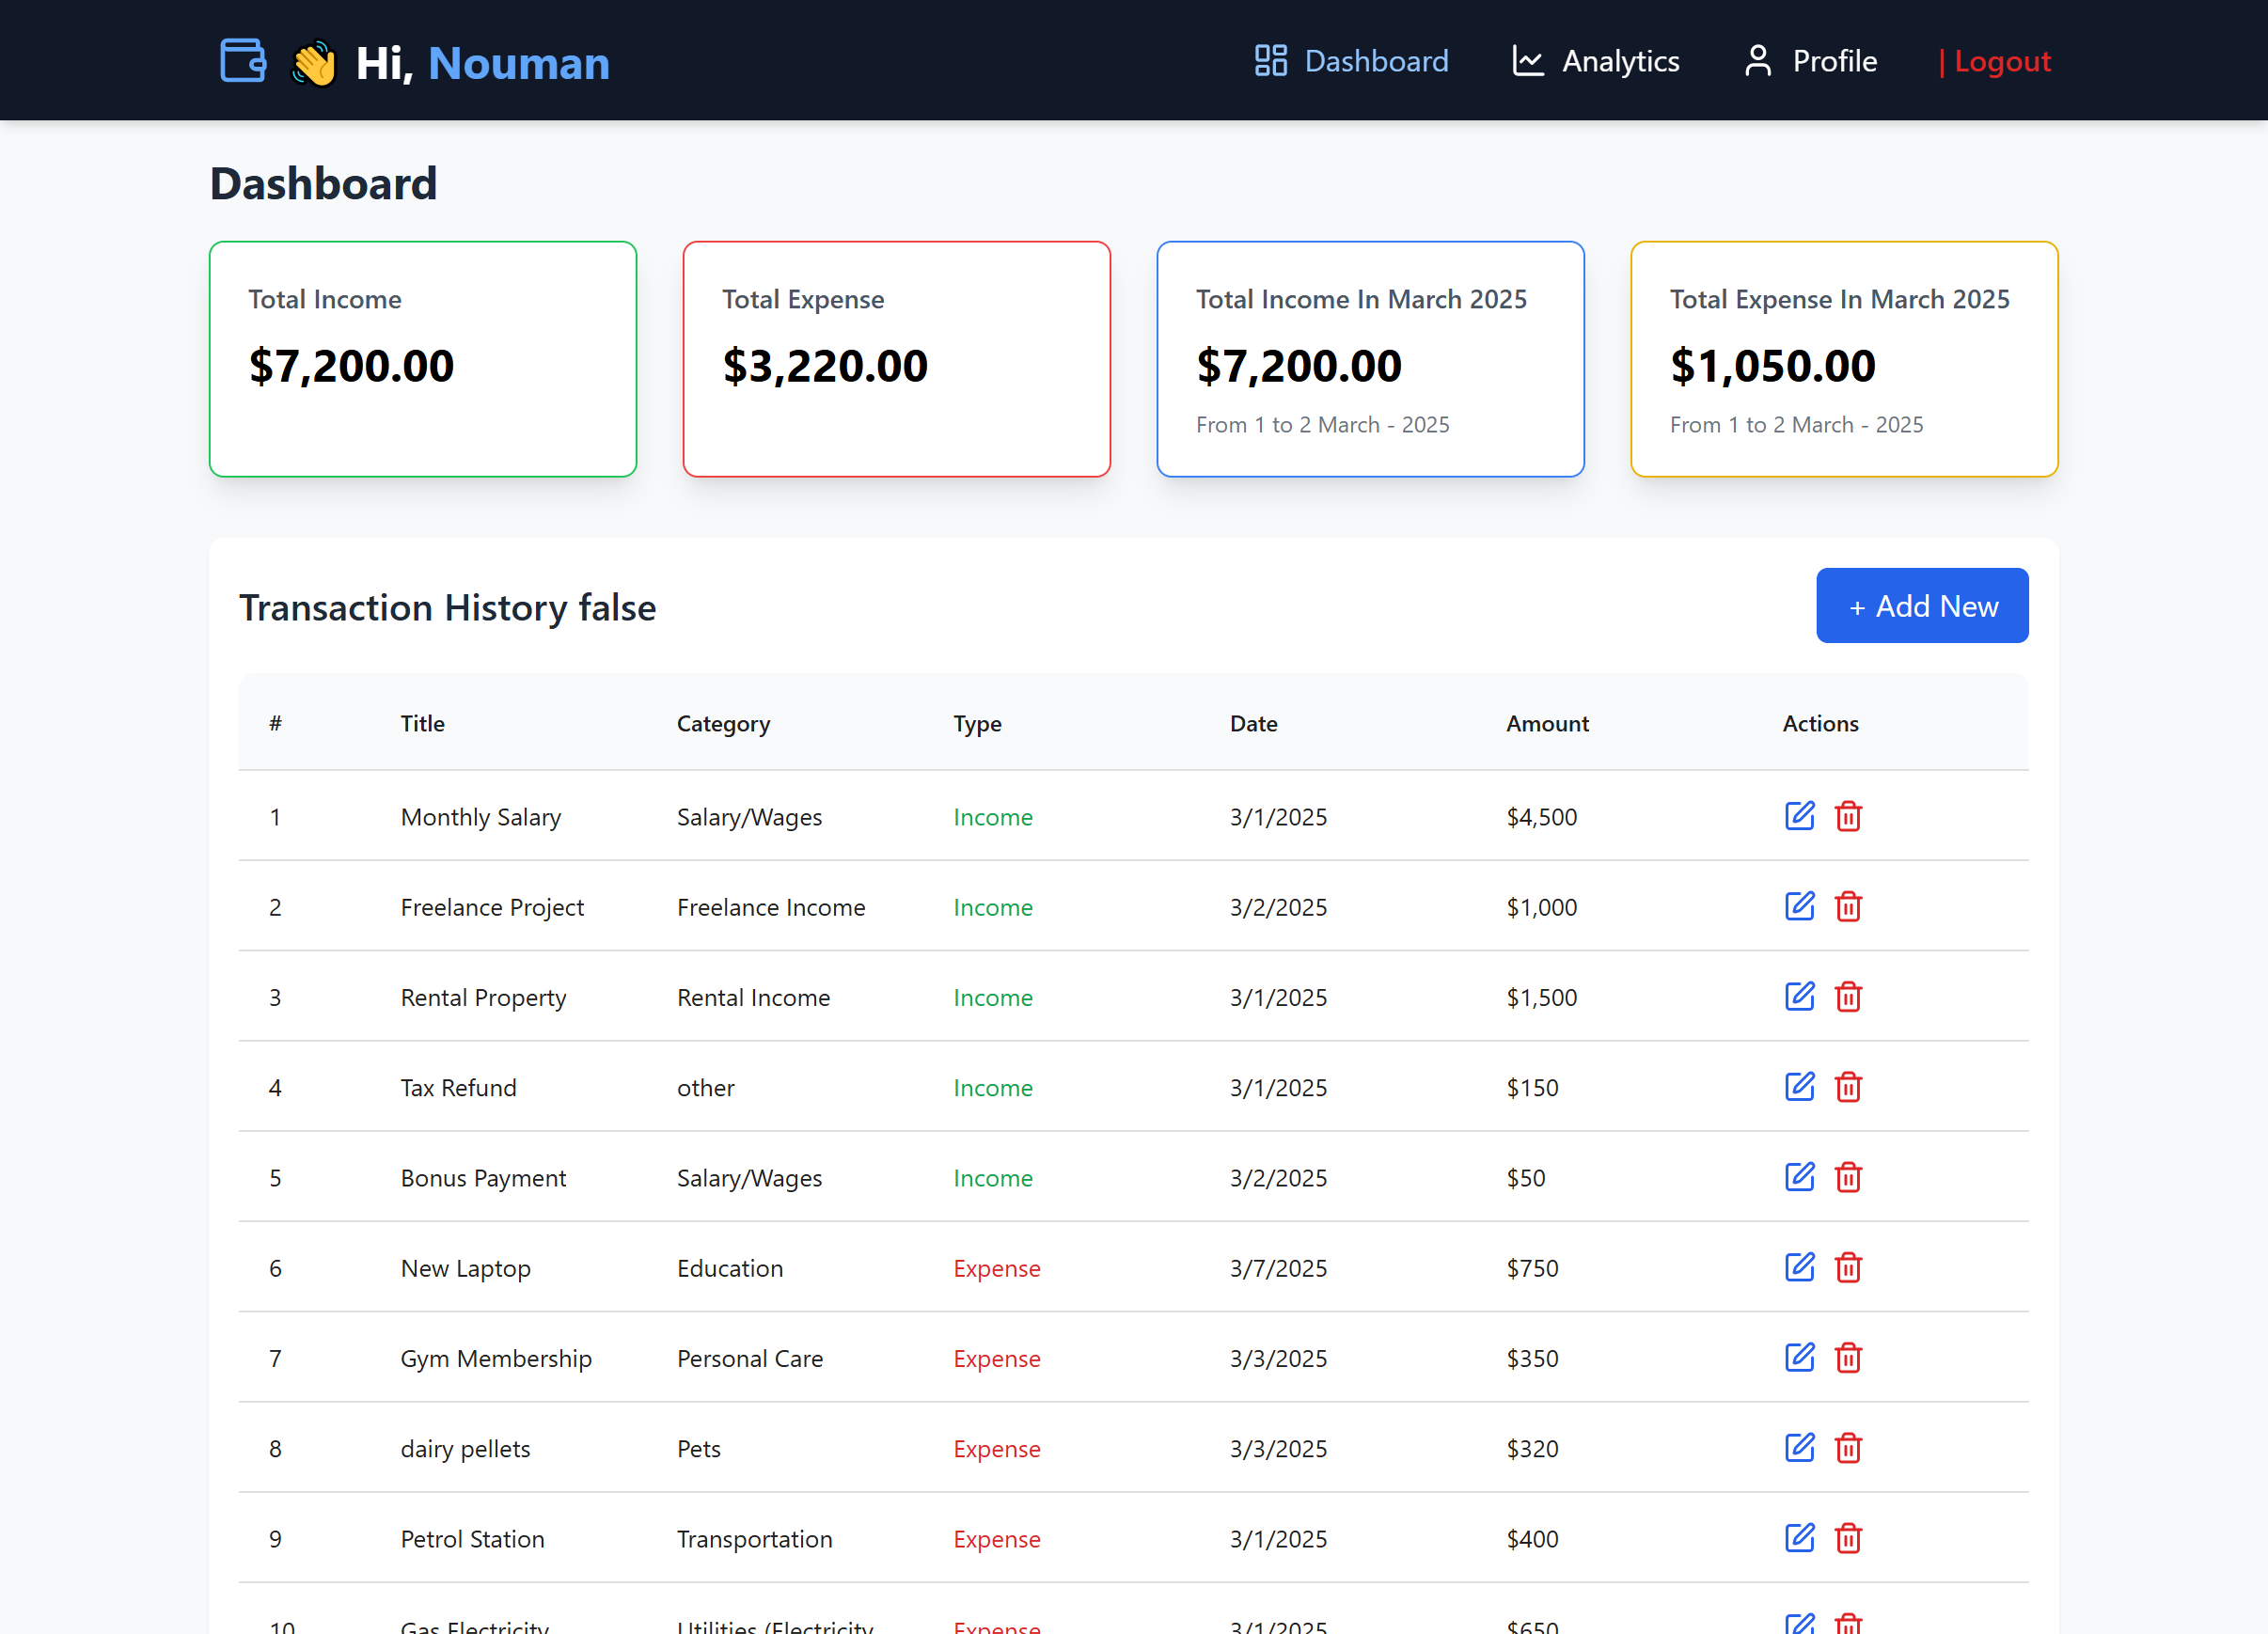 Hi, Nouman
Dashboard
Analytics
Profile
| Logout
Dashboard
Total Income
$7,200.00
Total Expense
$3,220.00
Total Income In March 2025
$7,200.00
From 1 to 2 March - 2025
Total Expense In March 2025
$1,050.00
From 1 to 2 March - 2025
Transaction History false
+ Add New
# Title Category Type Date Amount Actions
1 Monthly Salary Salary/Wages Income 3/1/2025 $4,500
2 Freelance Project Freelance Income Income 3/2/2025 $1,000
3 Rental Property Rental Income Income 3/1/2025 $1,500
4 Tax Refund other Income 3/1/2025 $150
5 Bonus Payment Salary/Wages Income 3/2/2025 $50
6 New Laptop Education Expense 3/7/2025 $750
7 Gym Membership Personal Care Expense 3/3/2025 $350
8 dairy pellets Pets Expense 3/3/2025 $320
9 Petrol Station Transportation Expense 3/1/2025 $400
10 Gas Electricity Utilities (Electricity Expense 3/1/2025 $650